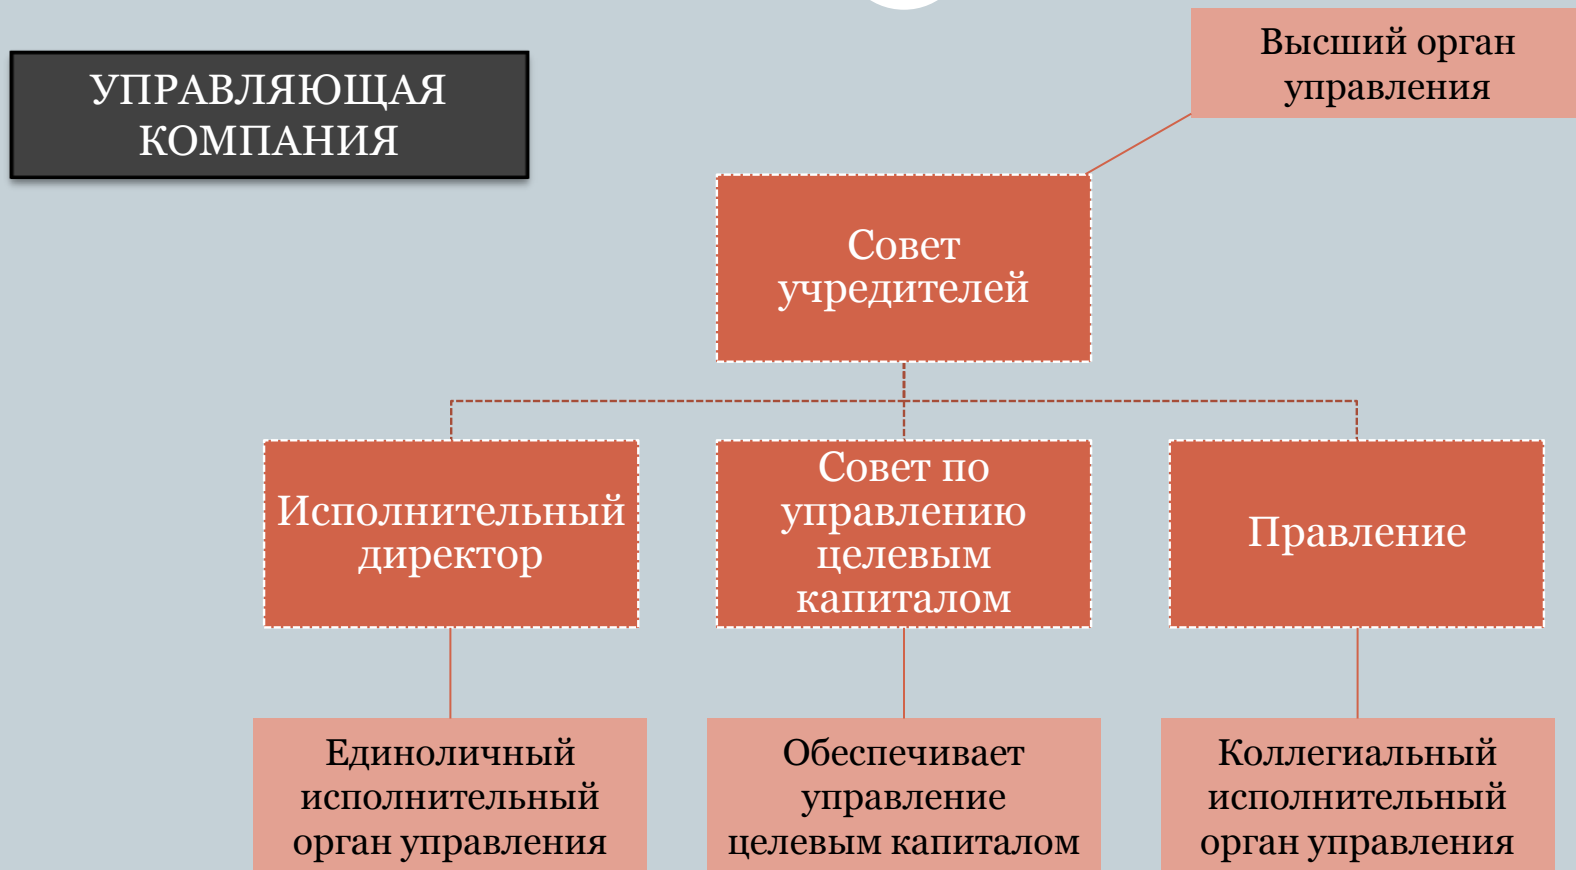 УПРАВЛЯЮЩАЯ
КОМПАНИЯ
Высший орган
управления
Совет
учредителей
Исполнительный
директор
Совет по
управлению
целевым
капиталом
Правление
Единоличный
исполнительный
орган управления
Обеспечивает
управление
целевым капиталом
Коллегиальный
исполнительный
орган управления